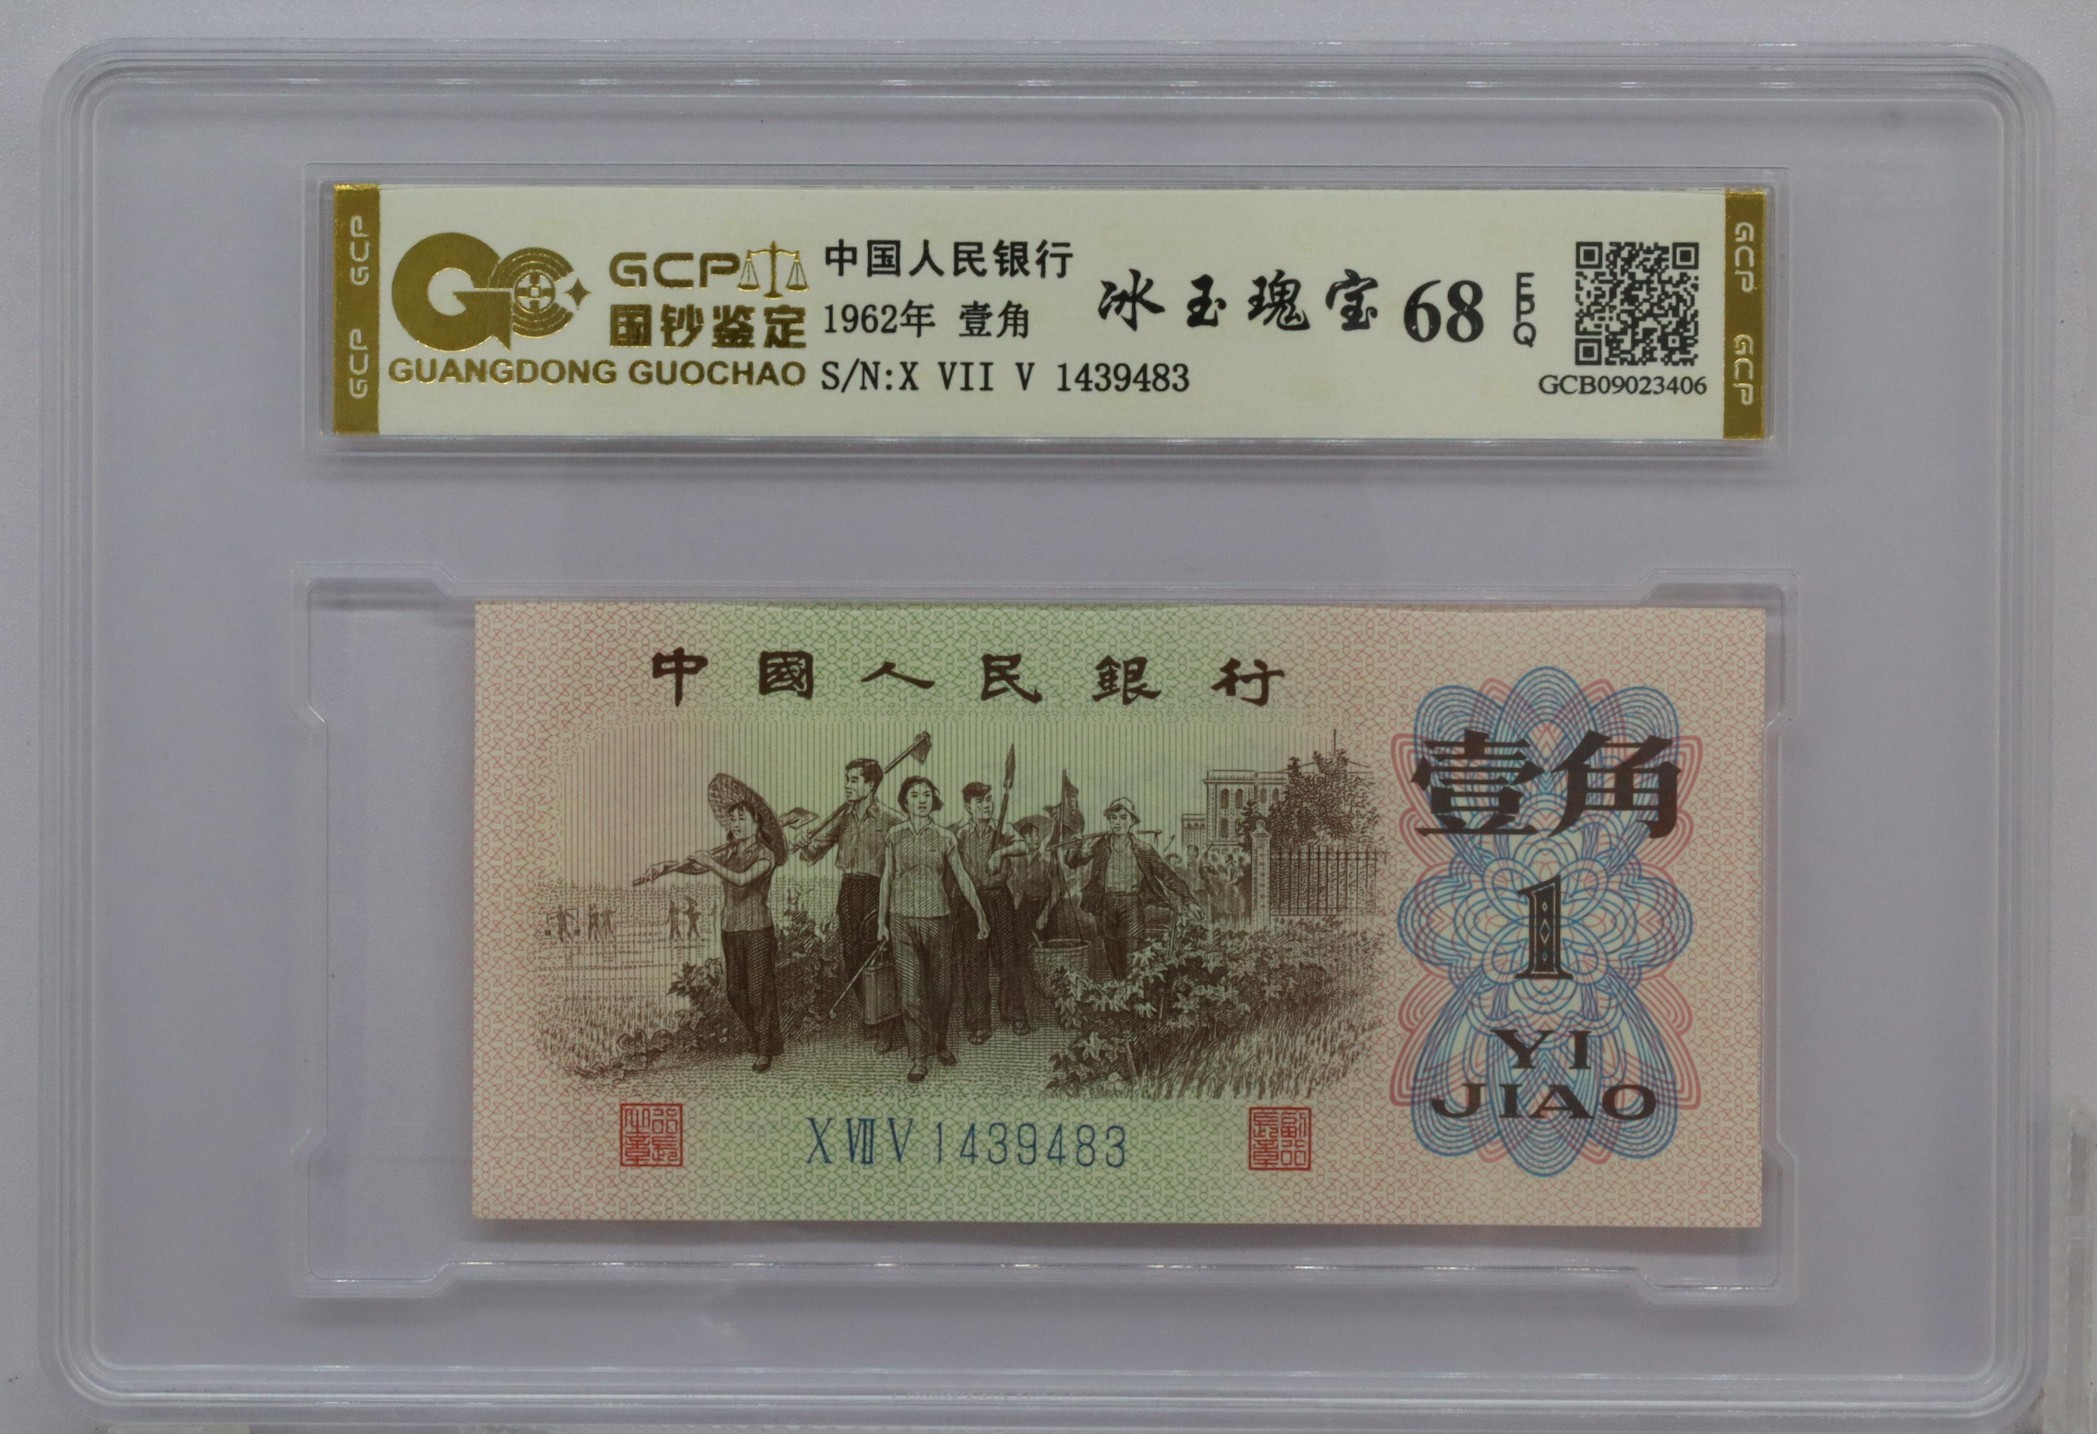 GCP
GCP
GCP
国钞鉴定
GUANGDONG GUOCHAO
中国人民银行
1962年 壹角
S/N:X VII V 1439483
冰玉瑰宝 68 EPQ
GCB09023406
GCP
GCP
中國人民銀行
壹角
1
YI
JIAO
X VII V 1439483